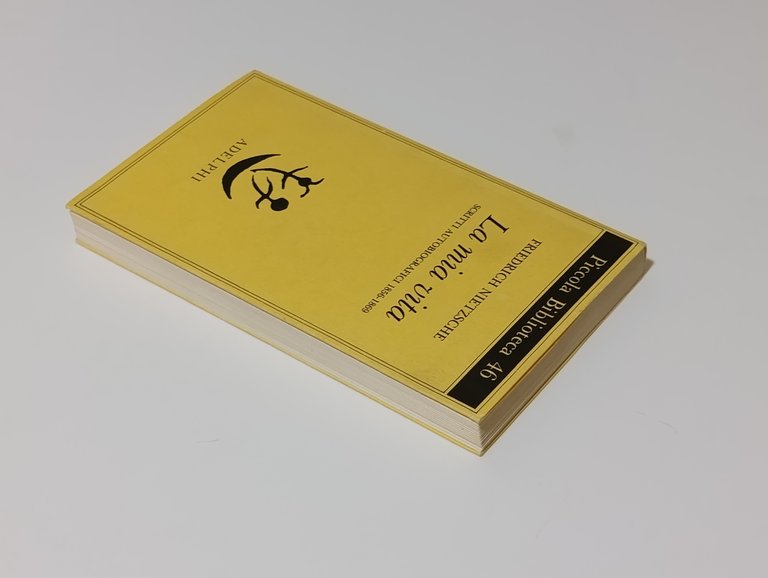 Piccola Biblioteca 46
FRIEDRICH NIETZSCHE
La mia vita
SCRITTI AUTOBIOGRAFICI 1856-1869
ADELPHI